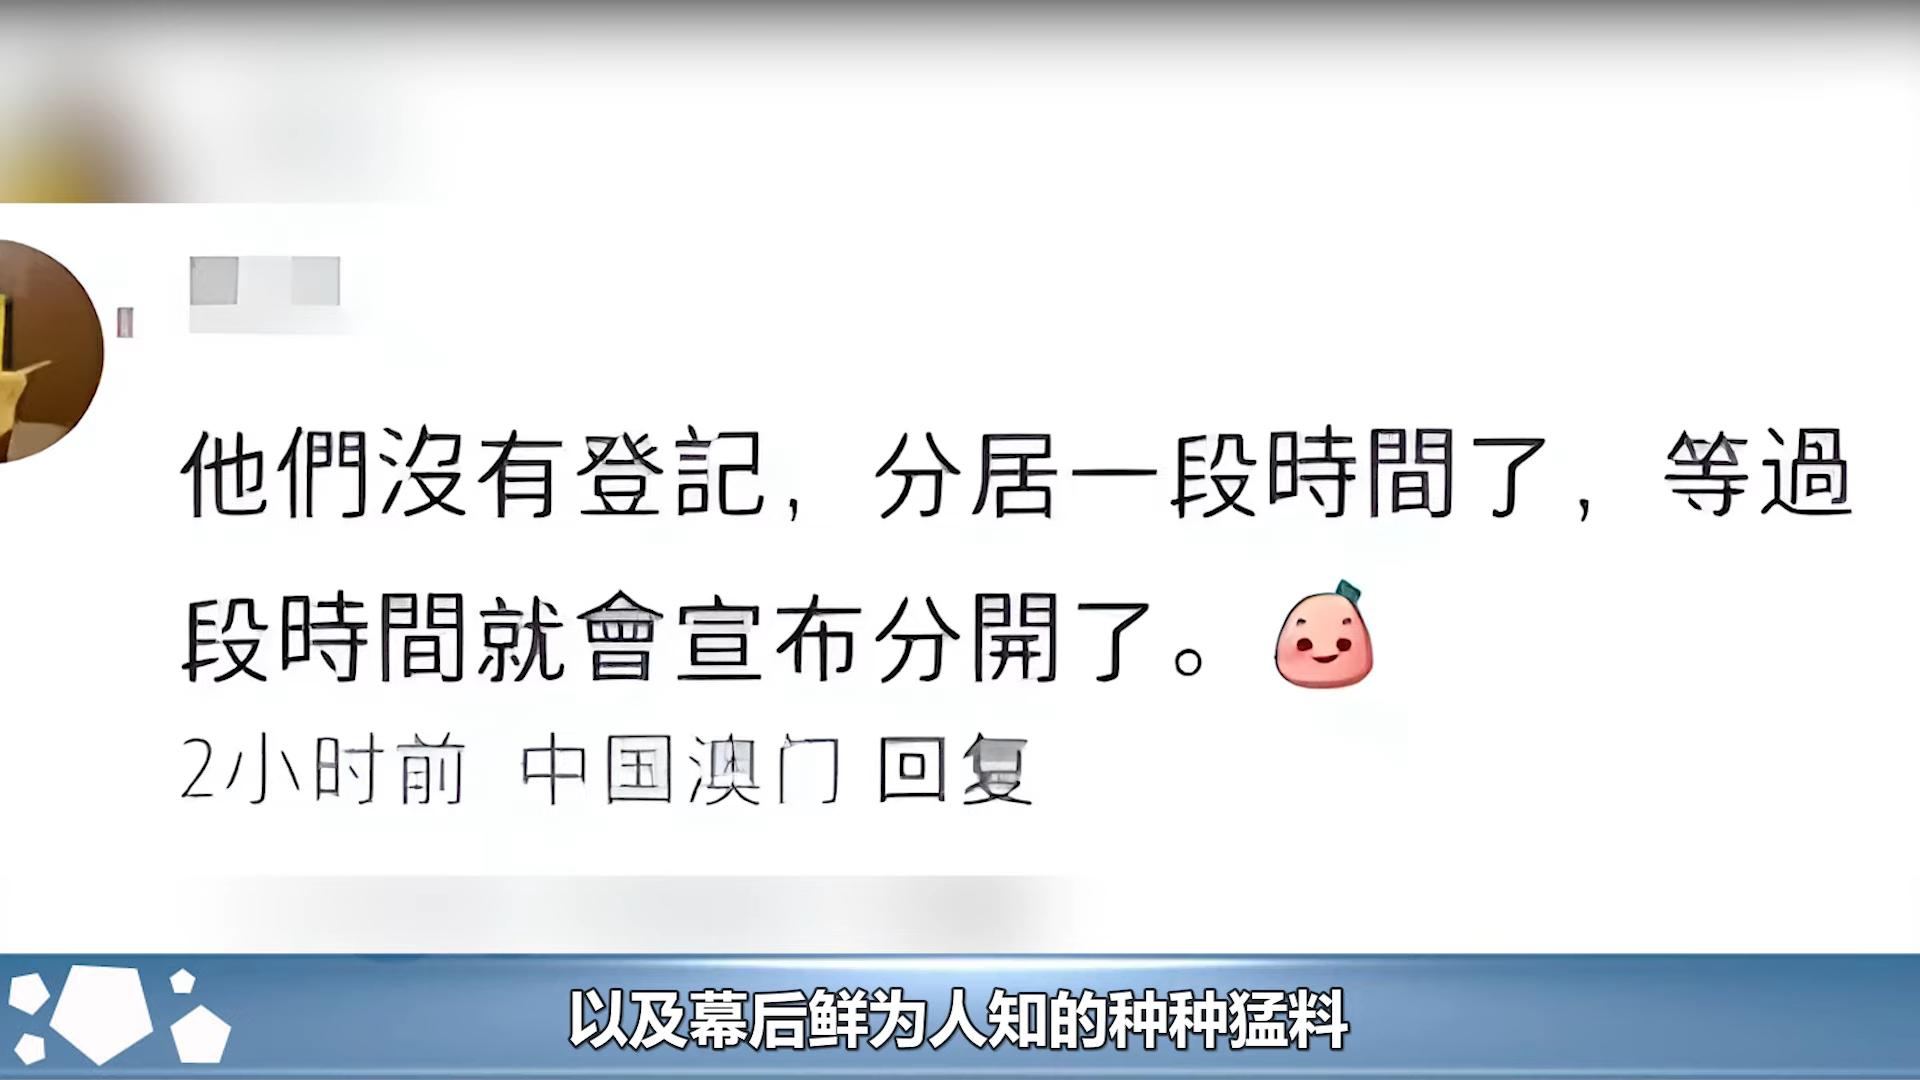 他們沒有登記，分居一段時間了，等過
段時間就會宣布分開了。
2小时前 中国澳门 回复
以及幕后鲜为人知的种种猛料